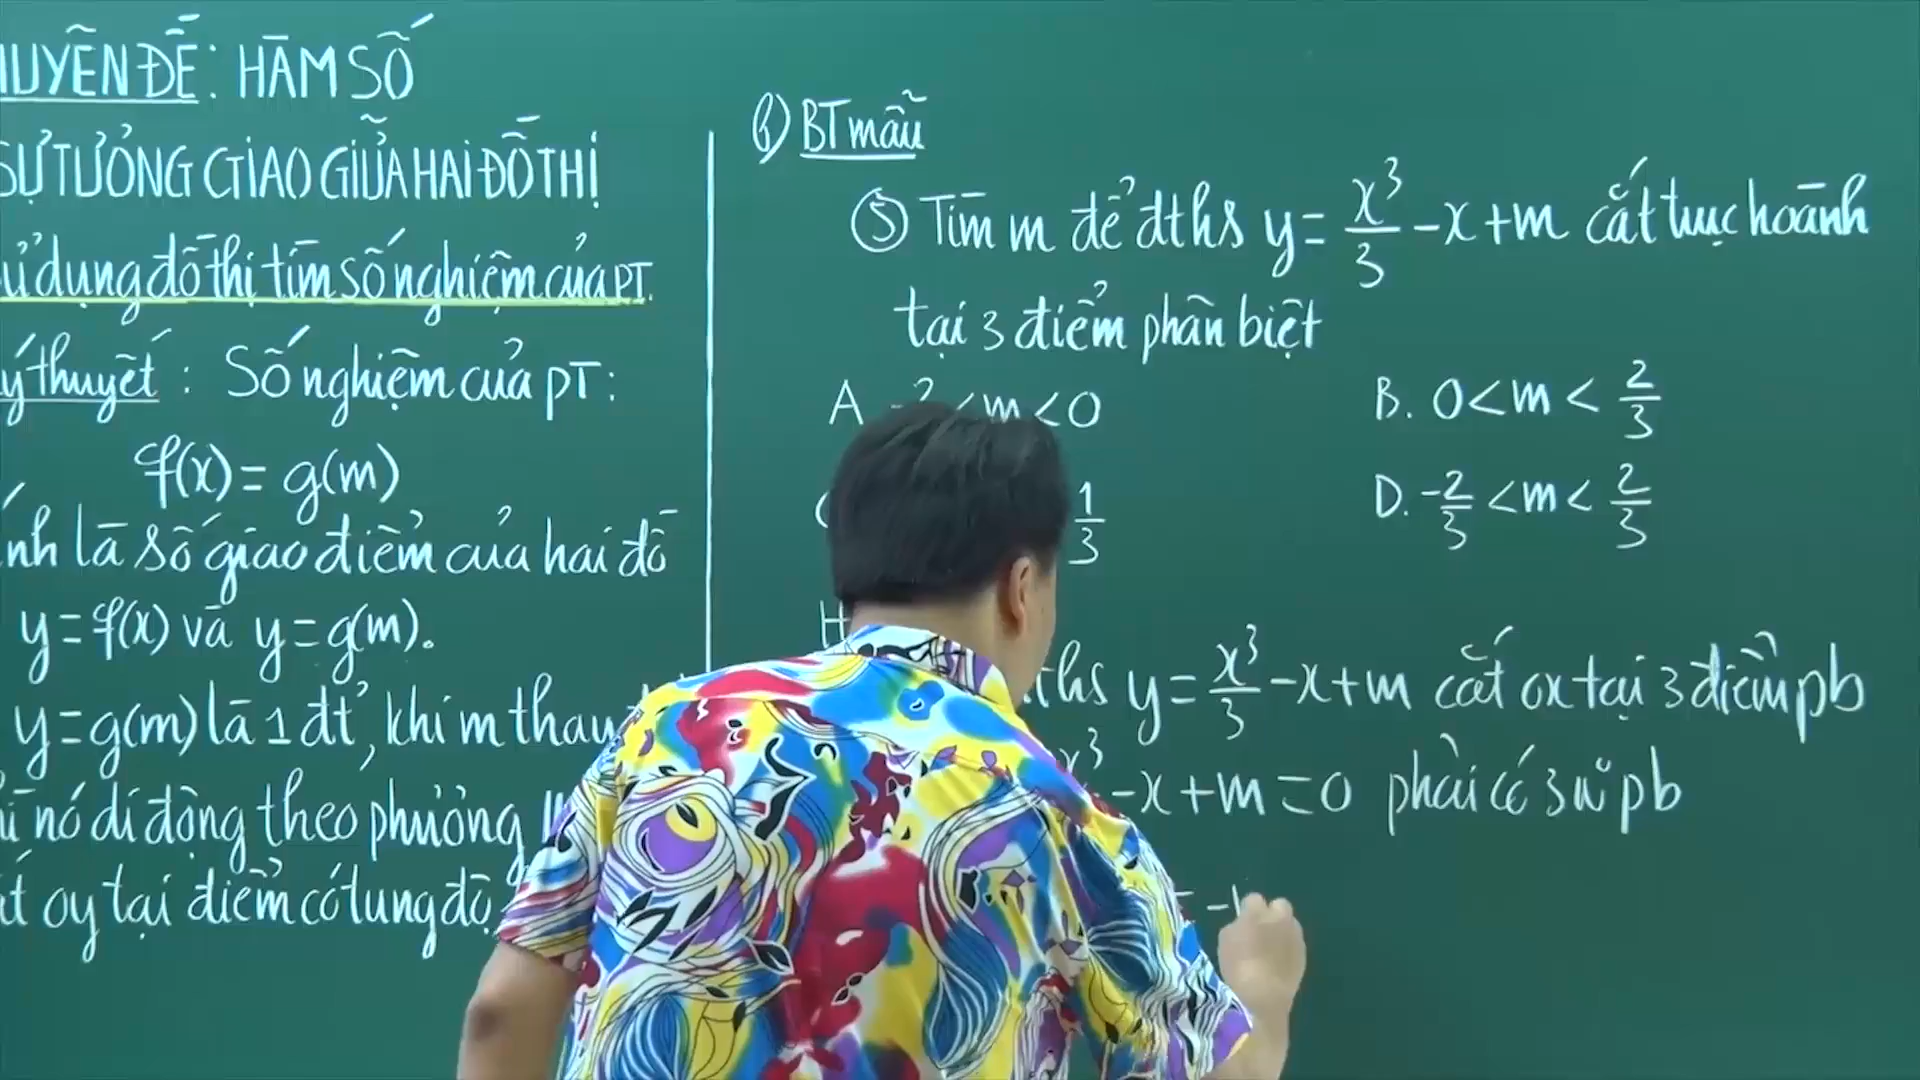 UYÊN ĐỀ: HÀM SỐ
SỰ TƯƠNG GIAO GIỮA HAI ĐỒ THỊ
dụng đồ thị tìm số nghiệm của PT.
thuyết: Số nghiệm của PT:
f(x) = g(m)
là số giao điểm của hai đồ
y = f(x) và y = g(m).
y = g(m) là 1 đt, khi m thay
nó di động theo phương
oy tại điểm có tung độ
b) BT mẫu
⑤ Tìm m để đths y = x³/3 - x + m cắt trục hoành
tại 3 điểm phân biệt
A < m < 0
B. 0 < m < 2/3
1/3
D. -2/3 < m < 2/3
ths y = x³/3 - x + m cắt ox tại 3 điểm pb
x³ - x + m = 0 phải có 3 n⁰ pb